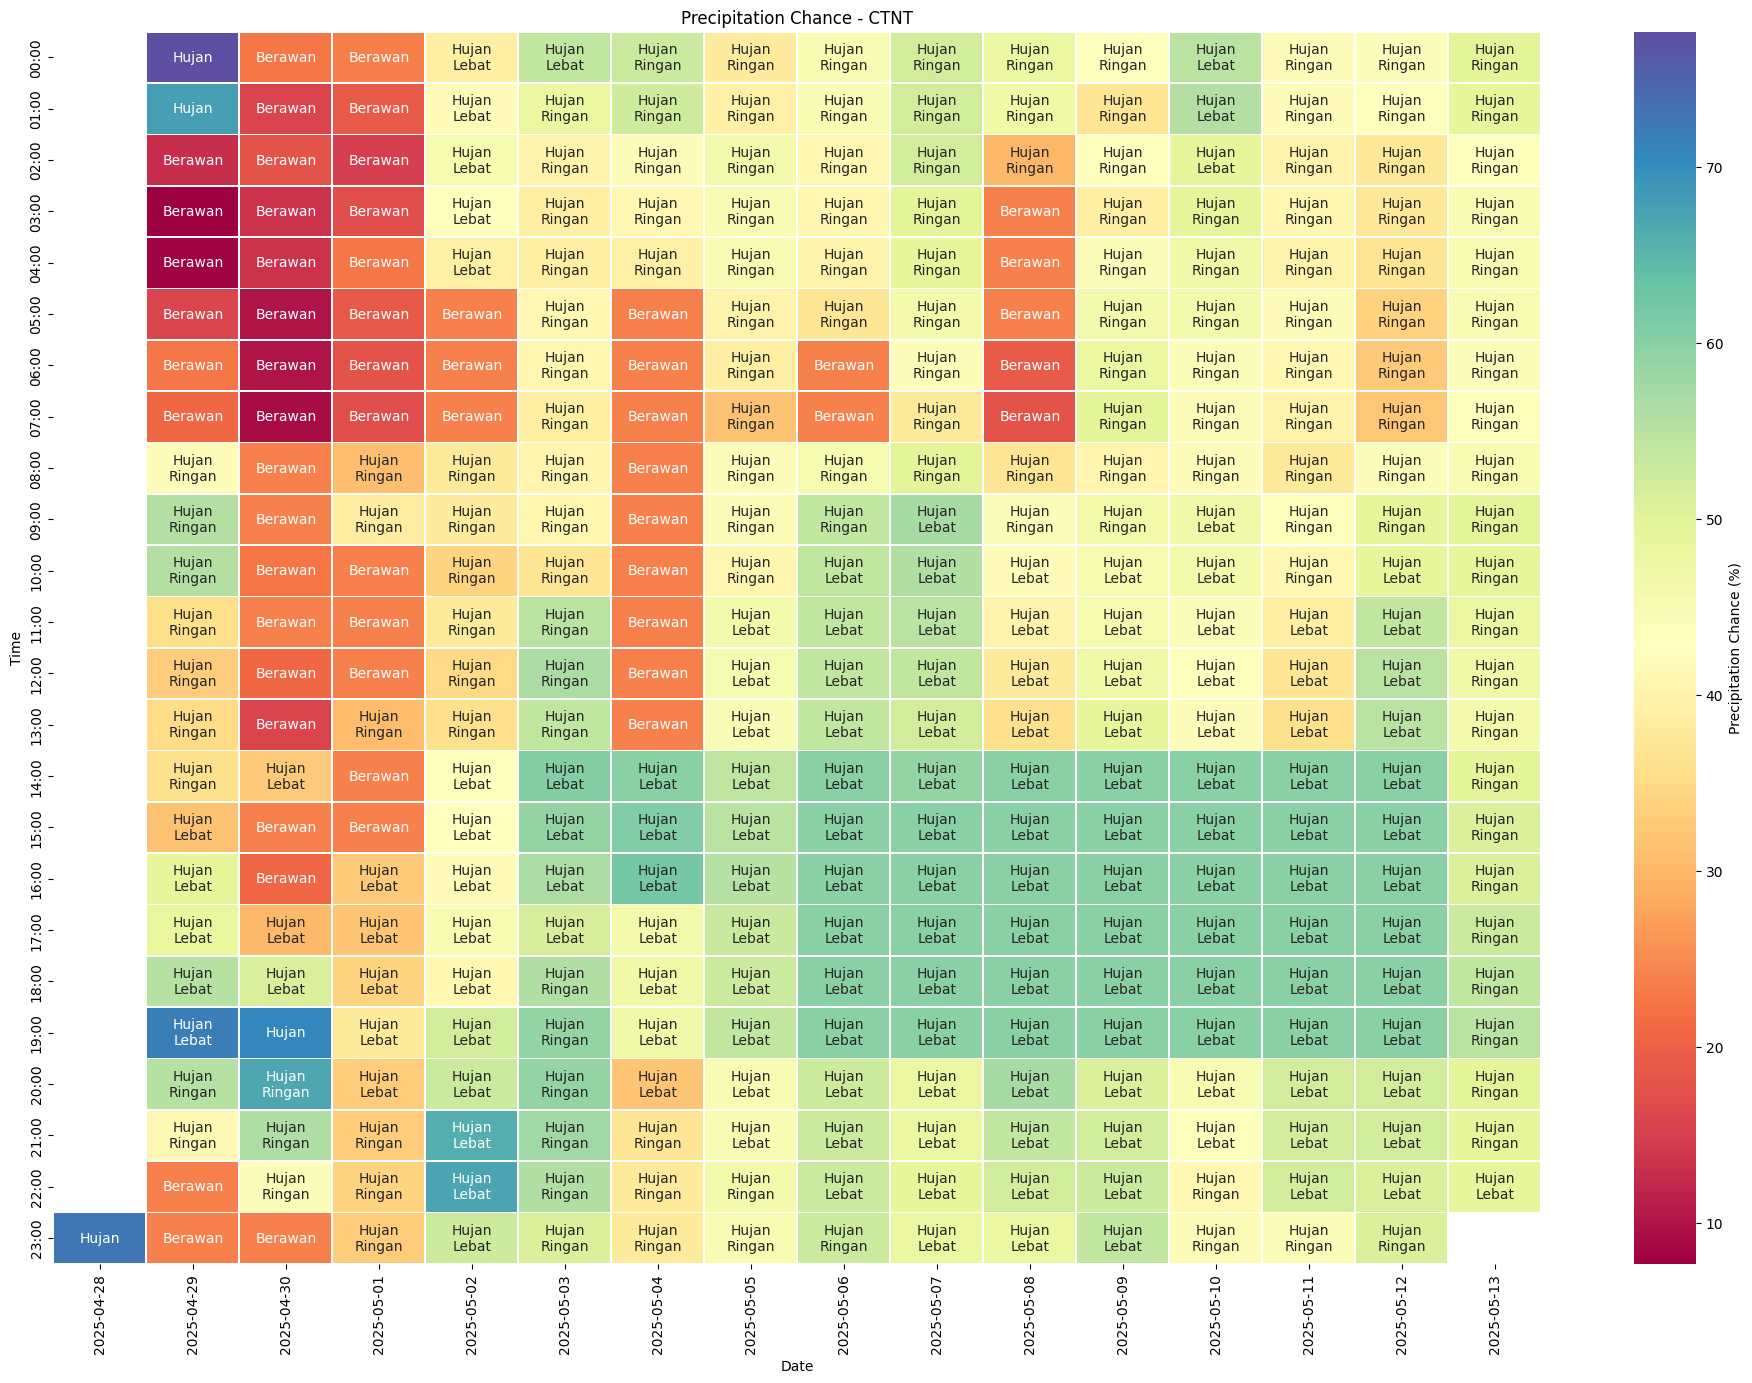 Precipitation Chance - CTNT
00:00 Hujan Berawan Berawan Hujan Lebat Hujan Lebat Hujan Ringan Hujan Ringan Hujan Ringan Hujan Ringan Hujan Ringan Hujan Ringan Hujan Lebat Hujan Ringan Hujan Ringan Hujan Ringan
01:00 Hujan Berawan Berawan Hujan Lebat Hujan Ringan Hujan Ringan Hujan Ringan Hujan Ringan Hujan Ringan Hujan Ringan Hujan Ringan Hujan Lebat Hujan Ringan Hujan Ringan Hujan Ringan
02:00 Berawan Berawan Berawan Hujan Lebat Hujan Ringan Hujan Ringan Hujan Ringan Hujan Ringan Hujan Ringan Hujan Ringan Hujan Ringan Hujan Lebat Hujan Ringan Hujan Ringan Hujan Ringan
03:00 Berawan Berawan Berawan Hujan Lebat Hujan Ringan Hujan Ringan Hujan Ringan Hujan Ringan Hujan Ringan Berawan Hujan Ringan Hujan Ringan Hujan Ringan Hujan Ringan Hujan Ringan
04:00 Berawan Berawan Berawan Hujan Lebat Hujan Ringan Hujan Ringan Hujan Ringan Hujan Ringan Hujan Ringan Berawan Hujan Ringan Hujan Ringan Hujan Ringan Hujan Ringan Hujan Ringan
05:00 Berawan Berawan Berawan Berawan Hujan Ringan Berawan Hujan Ringan Hujan Ringan Hujan Ringan Berawan Hujan Ringan Hujan Ringan Hujan Ringan Hujan Ringan Hujan Ringan
06:00 Berawan Berawan Berawan Berawan Hujan Ringan Berawan Hujan Ringan Berawan Hujan Ringan Berawan Hujan Ringan Hujan Ringan Hujan Ringan Hujan Ringan Hujan Ringan
07:00 Berawan Berawan Berawan Berawan Hujan Ringan Berawan Hujan Ringan Berawan Hujan Ringan Berawan Hujan Ringan Hujan Ringan Hujan Ringan Hujan Ringan Hujan Ringan
08:00 Hujan Ringan Berawan Hujan Ringan Hujan Ringan Hujan Ringan Berawan Hujan Ringan Hujan Ringan Hujan Ringan Hujan Ringan Hujan Ringan Hujan Ringan Hujan Ringan Hujan Ringan Hujan Ringan
09:00 Hujan Ringan Berawan Hujan Ringan Hujan Ringan Hujan Ringan Berawan Hujan Ringan Hujan Ringan Hujan Lebat Hujan Ringan Hujan Ringan Hujan Lebat Hujan Ringan Hujan Ringan Hujan Ringan
10:00 Hujan Ringan Berawan Berawan Hujan Ringan Hujan Ringan Berawan Hujan Ringan Hujan Lebat Hujan Lebat Hujan Lebat Hujan Lebat Hujan Lebat Hujan Ringan Hujan Lebat Hujan Ringan
11:00 Hujan Ringan Berawan Berawan Hujan Ringan Hujan Ringan Berawan Hujan Lebat Hujan Lebat Hujan Lebat Hujan Lebat Hujan Lebat Hujan Lebat Hujan Lebat Hujan Lebat Hujan Ringan
12:00 Hujan Ringan Berawan Berawan Hujan Ringan Hujan Ringan Berawan Hujan Lebat Hujan Lebat Hujan Lebat Hujan Lebat Hujan Lebat Hujan Lebat Hujan Lebat Hujan Lebat Hujan Ringan
13:00 Hujan Ringan Berawan Hujan Ringan Hujan Ringan Hujan Ringan Berawan Hujan Lebat Hujan Lebat Hujan Lebat Hujan Lebat Hujan Lebat Hujan Lebat Hujan Lebat Hujan Lebat Hujan Ringan
14:00 Hujan Ringan Hujan Lebat Berawan Hujan Lebat Hujan Lebat Hujan Lebat Hujan Lebat Hujan Lebat Hujan Lebat Hujan Lebat Hujan Lebat Hujan Lebat Hujan Lebat Hujan Lebat Hujan Ringan
15:00 Hujan Lebat Berawan Berawan Hujan Lebat Hujan Lebat Hujan Lebat Hujan Lebat Hujan Lebat Hujan Lebat Hujan Lebat Hujan Lebat Hujan Lebat Hujan Lebat Hujan Lebat Hujan Ringan
16:00 Hujan Lebat Berawan Hujan Lebat Hujan Lebat Hujan Lebat Hujan Lebat Hujan Lebat Hujan Lebat Hujan Lebat Hujan Lebat Hujan Lebat Hujan Lebat Hujan Lebat Hujan Lebat Hujan Ringan
17:00 Hujan Lebat Hujan Lebat Hujan Lebat Hujan Lebat Hujan Lebat Hujan Lebat Hujan Lebat Hujan Lebat Hujan Lebat Hujan Lebat Hujan Lebat Hujan Lebat Hujan Lebat Hujan Lebat Hujan Ringan
18:00 Hujan Lebat Hujan Lebat Hujan Lebat Hujan Lebat Hujan Ringan Hujan Lebat Hujan Lebat Hujan Lebat Hujan Lebat Hujan Lebat Hujan Lebat Hujan Lebat Hujan Lebat Hujan Lebat Hujan Ringan
19:00 Hujan Lebat Hujan Hujan Lebat Hujan Lebat Hujan Ringan Hujan Lebat Hujan Lebat Hujan Lebat Hujan Lebat Hujan Lebat Hujan Lebat Hujan Lebat Hujan Lebat Hujan Lebat Hujan Ringan
20:00 Hujan Ringan Hujan Ringan Hujan Lebat Hujan Lebat Hujan Ringan Hujan Lebat Hujan Lebat Hujan Lebat Hujan Lebat Hujan Lebat Hujan Lebat Hujan Lebat Hujan Lebat Hujan Lebat Hujan Ringan
21:00 Hujan Ringan Hujan Ringan Hujan Ringan Hujan Lebat Hujan Ringan Hujan Ringan Hujan Lebat Hujan Lebat Hujan Lebat Hujan Lebat Hujan Lebat Hujan Lebat Hujan Lebat Hujan Lebat Hujan Ringan
22:00 Berawan Hujan Ringan Hujan Ringan Hujan Lebat Hujan Ringan Hujan Ringan Hujan Ringan Hujan Lebat Hujan Lebat Hujan Lebat Hujan Lebat Hujan Ringan Hujan Lebat Hujan Lebat Hujan Lebat
23:00 Hujan Berawan Berawan Hujan Ringan Hujan Lebat Hujan Ringan Hujan Ringan Hujan Ringan Hujan Ringan Hujan Lebat Hujan Lebat Hujan Lebat Hujan Ringan Hujan Ringan Hujan Ringan
Time
2025-04-28 2025-04-29 2025-04-30 2025-05-01 2025-05-02 2025-05-03 2025-05-04 2025-05-05 2025-05-06 2025-05-07 2025-05-08 2025-05-09 2025-05-10 2025-05-11 2025-05-12 2025-05-13
Date
70
60
50
40
30
20
10
Precipitation Chance (%)